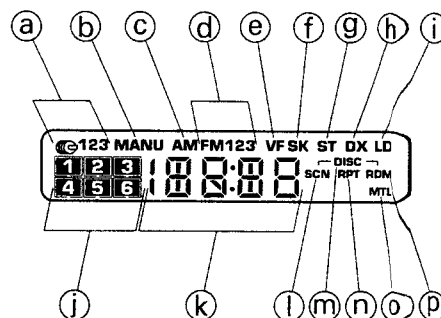 a b c d e f g h i
123 MANU AM FM123 VF SK ST DX LD
DISC
1 2 3 SCN RPT RDM
4 5 6 MTL
j k l m n o p